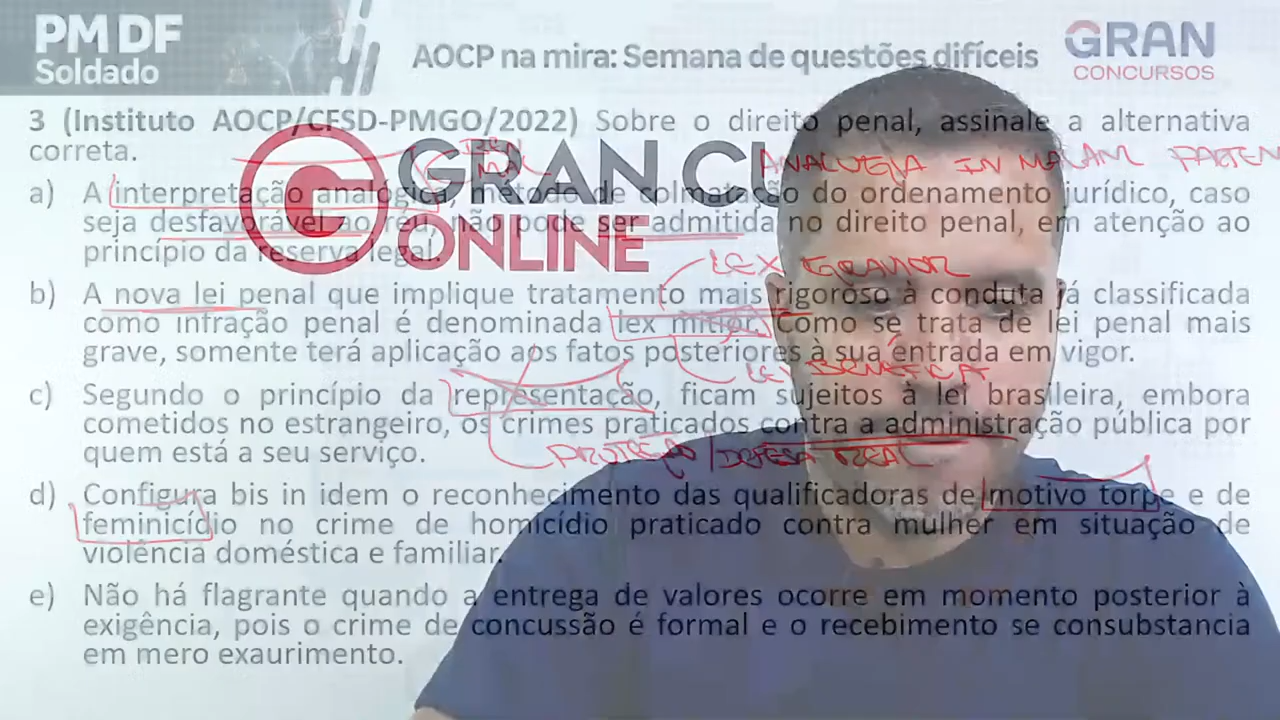 PM DF
Soldado
AOCP na mira: Semana de questões difíceis
GRAN
CONCURSOS
3 (Instituto AOCP/CFSD-PMGO/2022) Sobre o direito penal, assinale a alternativa
correta.
ANALOGIA IN MALAM PARTEM
GRAN CU
ONLINE
a) A interpretação analógica, de colmatação do ordenamento jurídico, caso
seja desfavorável ao réu, não pode ser admitida no direito penal, em atenção ao
princípio da reserva legal.
LEX GRAVIOR
b) A nova lei penal que implique tratamento mais rigoroso à conduta já classificada
como infração penal é denominada lex mitior. Como se trata de lei penal mais
grave, somente terá aplicação aos fatos posteriores à sua entrada em vigor.
LEX BENÉFICA
c) Segundo o princípio da representação, ficam sujeitos à lei brasileira, embora
cometidos no estrangeiro, os crimes praticados contra a administração pública por
quem está a seu serviço.
PROTEÇÃO | DEFESA REAL
d) Configura bis in idem o reconhecimento das qualificadoras de motivo torpe e de
feminicídio no crime de homicídio praticado contra mulher em situação de
violência doméstica e familiar.
e) Não há flagrante quando a entrega de valores ocorre em momento posterior à
exigência, pois o crime de concussão é formal e o recebimento se consubstancia
em mero exaurimento.